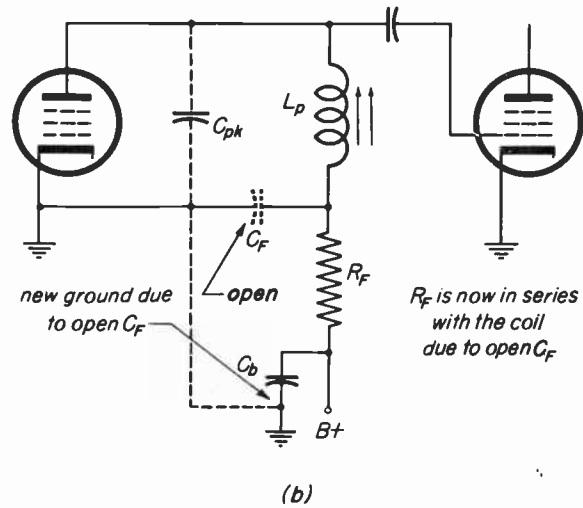 L_p
C_pk
C_F
open
R_F
new ground due
to open C_F
R_F is now in series
with the coil
due to open C_F
C_b
B+
(b)